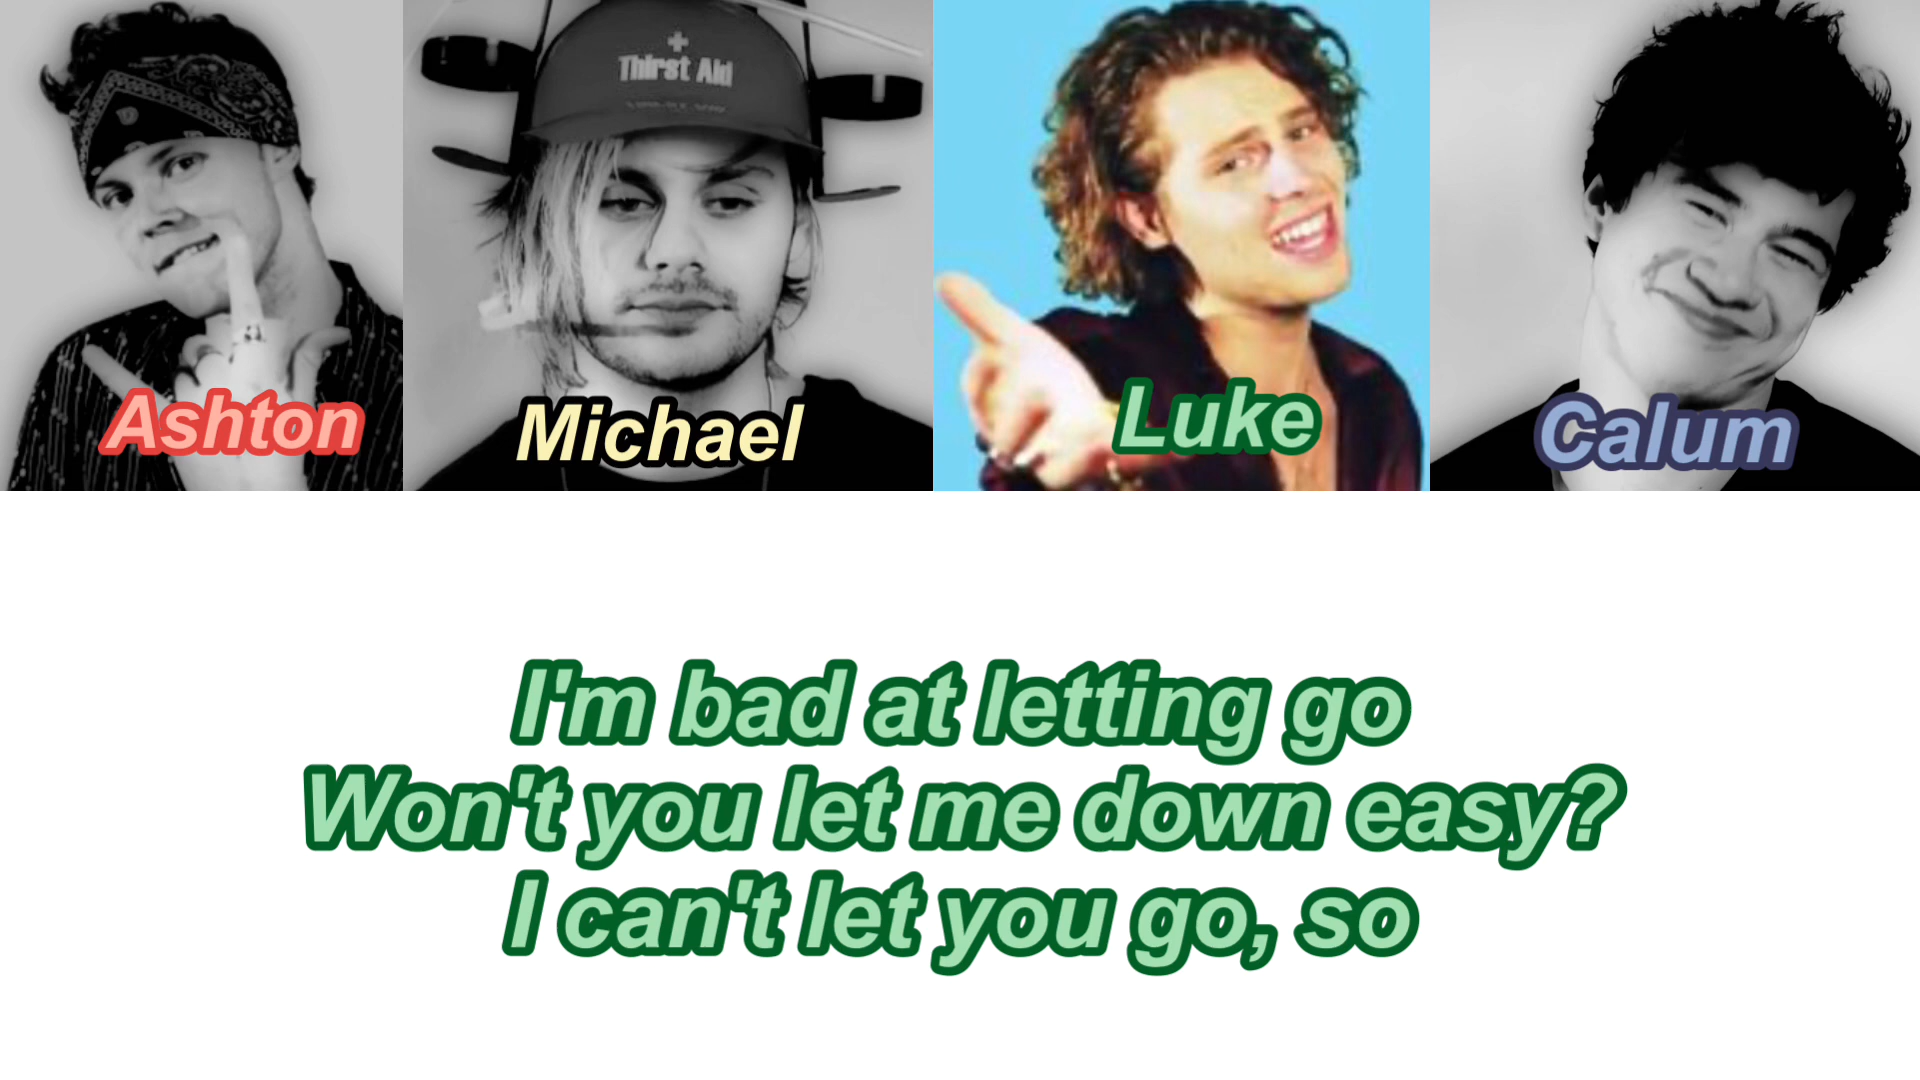 Thirst Aid
Ashton
Michael
Luke
Calum
I'm bad at letting go
Won't you let me down easy?
I can't let you go, so